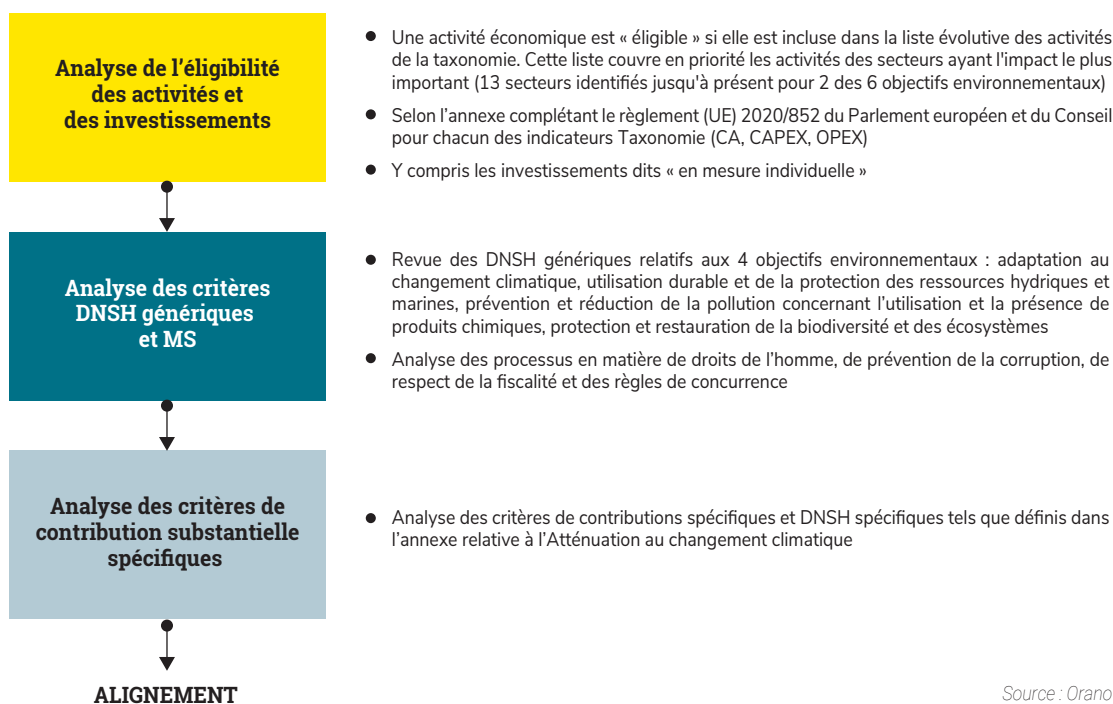 Analyse de l'éligibilité
des activités et
des investissements
● Une activité économique est « éligible » si elle est incluse dans la liste évolutive des activités
de la taxonomie. Cette liste couvre en priorité les activités des secteurs ayant l'impact le plus
important (13 secteurs identifiés jusqu'à présent pour 2 des 6 objectifs environnementaux)
● Selon l'annexe complétant le règlement (UE) 2020/852 du Parlement européen et du Conseil
pour chacun des indicateurs Taxonomie (CA, CAPEX, OPEX)
● Y compris les investissements dits « en mesure individuelle »
Analyse des critères
DNSH génériques
et MS
● Revue des DNSH génériques relatifs aux 4 objectifs environnementaux : adaptation au
changement climatique, utilisation durable et de la protection des ressources hydriques et
marines, prévention et réduction de la pollution concernant l'utilisation et la présence de
produits chimiques, protection et restauration de la biodiversité et des écosystèmes
● Analyse des processus en matière de droits de l'homme, de prévention de la corruption, de
respect de la fiscalité et des règles de concurrence
Analyse des critères de
contribution substantielle
spécifiques
● Analyse des critères de contributions spécifiques et DNSH spécifiques tels que définis dans
l'annexe relative à l'Atténuation au changement climatique
ALIGNEMENT
Source : Orano